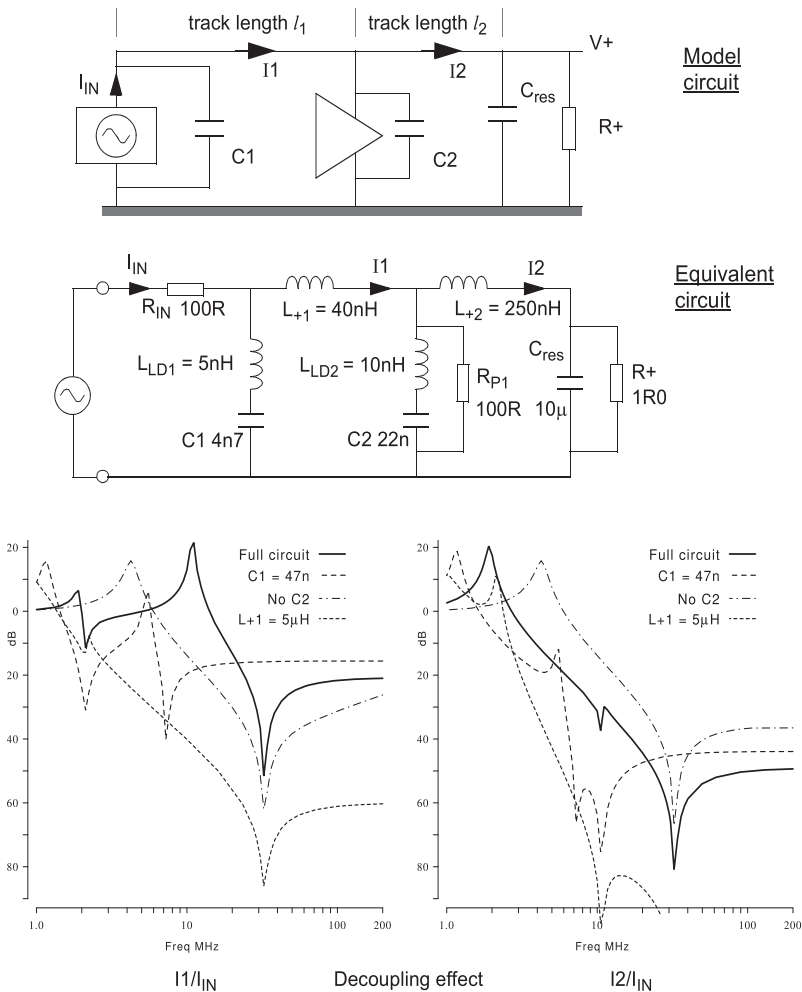 track length l1
track length l2
V+
Model
circuit
IIN
I1
I2
Cres
C1
C2
R+
IIN
I1
I2
Equivalent
circuit
RIN 100R
L+1 = 40nH
L+2 = 250nH
LLD1 = 5nH
LLD2 = 10nH
Cres
RP1
R+
100R
10μ
1R0
C1 4n7
C2 22n
20
0
dB
20
40
60
80
Full circuit
C1 = 47n
No C2
L+1 = 5μH
1.0
10
100
200
Freq MHz
20
0
dB
20
40
60
80
Full circuit
C1 = 47n
No C2
L+1 = 5μH
1.0
10
100
200
Freq MHz
I1/IIN
Decoupling effect
I2/IIN